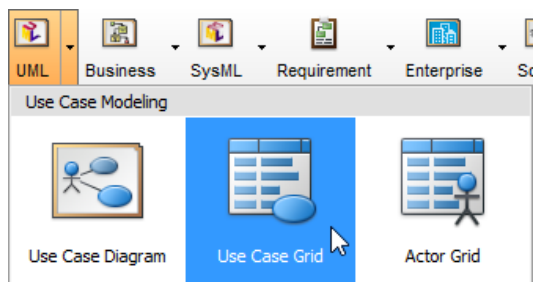 UML Business SysML Requirement Enterprise
Use Case Modeling
Use Case Diagram Use Case Grid Actor Grid